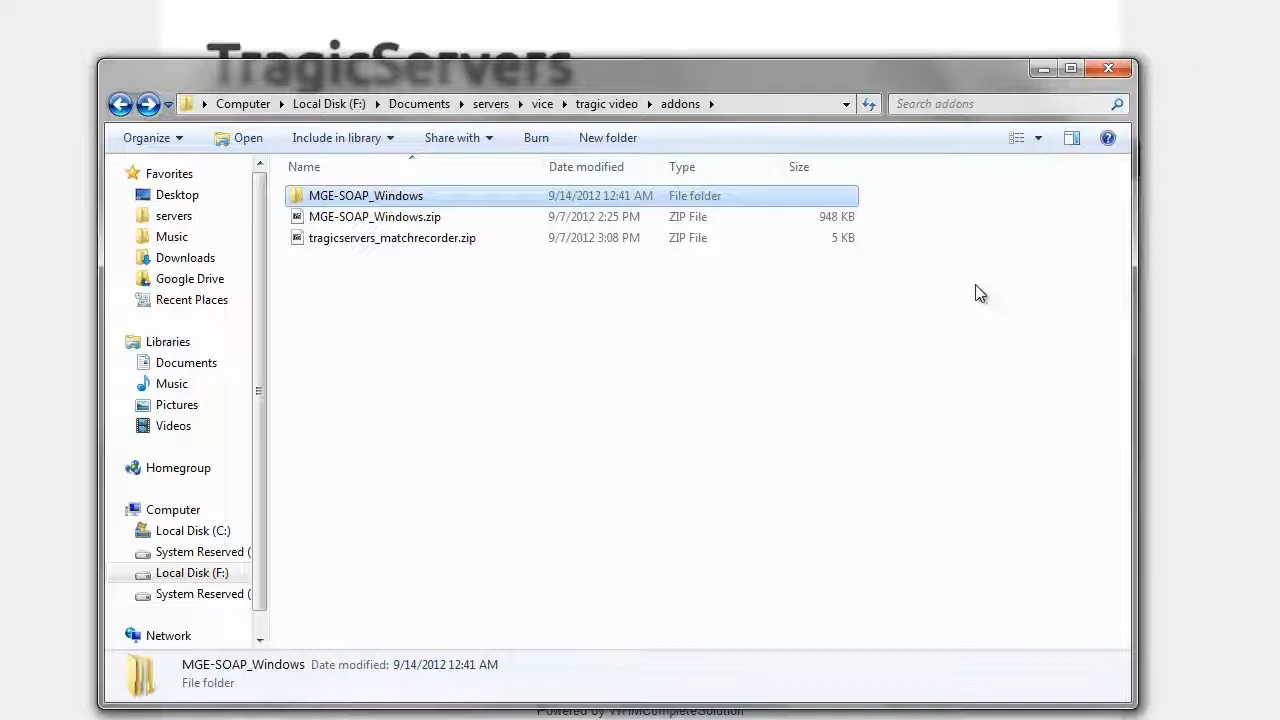 TragicServers
Computer Local Disk (F:) Documents servers vice tragic video addons
Search addons
Organize Open Include in library Share with Burn New folder
Name Date modified Type Size
MGE-SOAP_Windows 9/14/2012 12:41 AM File folder
MGE-SOAP_Windows.zip 9/7/2012 2:25 PM ZIP File 948 KB
tragicservers_matchrecorder.zip 9/7/2012 3:08 PM ZIP File 5 KB
Favorites
Desktop
servers
Music
Downloads
Google Drive
Recent Places
Libraries
Documents
Music
Pictures
Videos
Homegroup
Computer
Local Disk (C:)
System Reserved (
Local Disk (F:)
System Reserved (
Network
MGE-SOAP_Windows Date modified: 9/14/2012 12:41 AM
File folder
Powered by WHMCompleteSolution